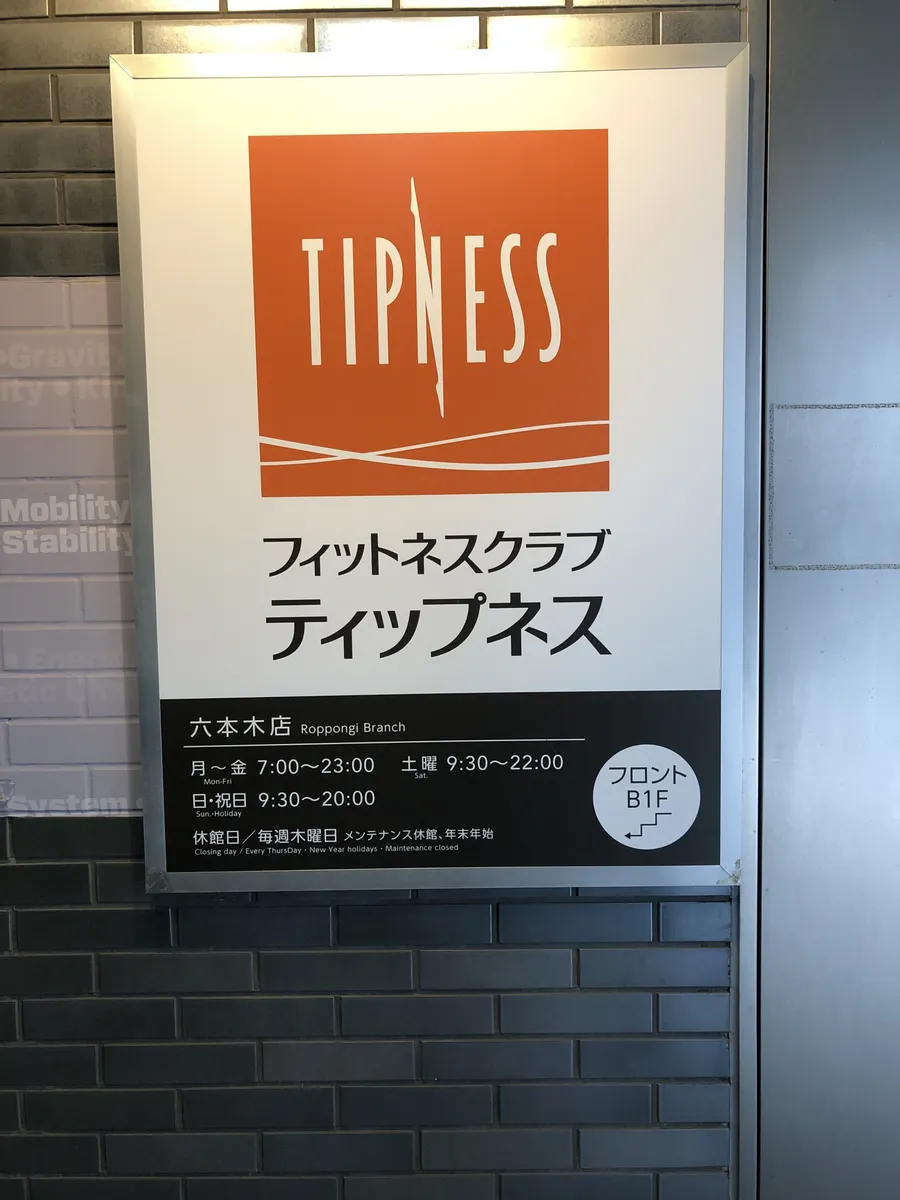 TIPNESS
フィットネスクラブ
ティップネス
六本木店 Roppongi Branch
月〜金 7:00〜23:00 土曜 9:30〜22:00
Mon-Fri Sat.
日・祝日 9:30〜20:00
Sun.・Holiday
休館日/毎週木曜日 メンテナンス休館、年末年始
Closing day / Every ThursDay・New Year holidays・Maintenance closed
フロント
B1F
Mobility
Stability
System